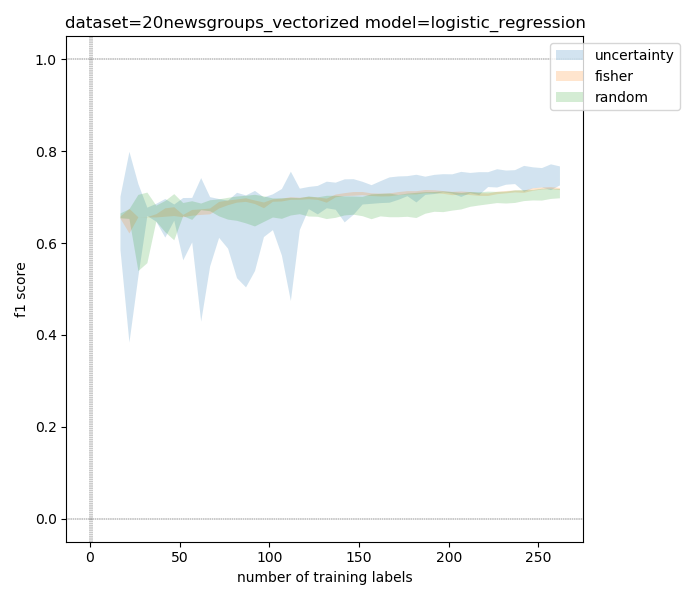 dataset=20newsgroups_vectorized model=logistic_regression
uncertainty
fisher
random
1.0
0.8
0.6
0.4
0.2
0.0
f1 score
0 50 100 150 200 250
number of training labels